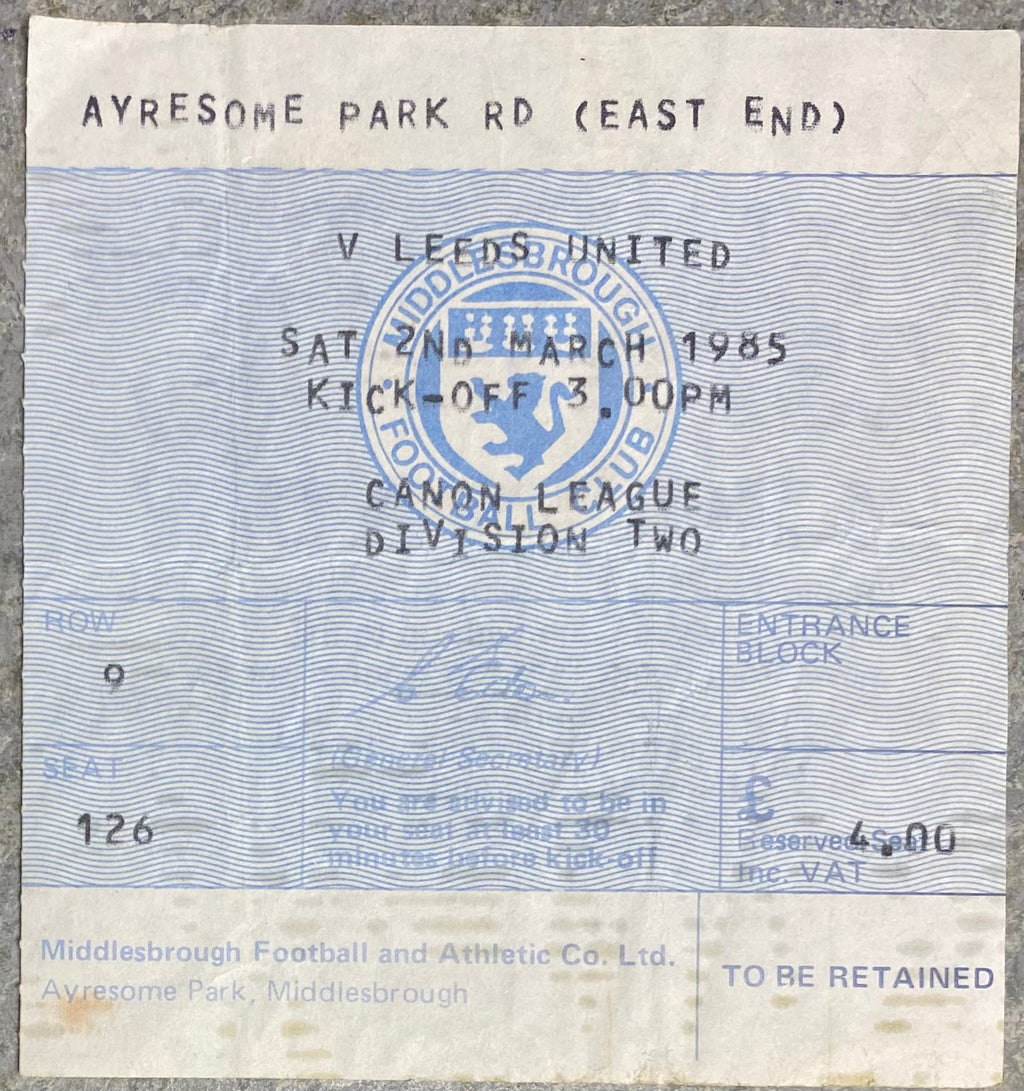 AYRESOME PARK RD (EAST END)
V LEEDS UNITED
MIDDLESBROUGH
FOOTBALL CLUB
SAT 2ND MARCH 1985
KICK-OFF 3.00PM
CANON LEAGUE
DIVISION TWO
ROW
9
SEAT
126
(General Secretary)
You are advised to be in
your seat at least 30
minutes before kick-off
ENTRANCE
BLOCK
£
4.00
Reserved Seat
Inc. VAT
Middlesbrough Football and Athletic Co. Ltd.
Ayresome Park, Middlesbrough
TO BE RETAINED